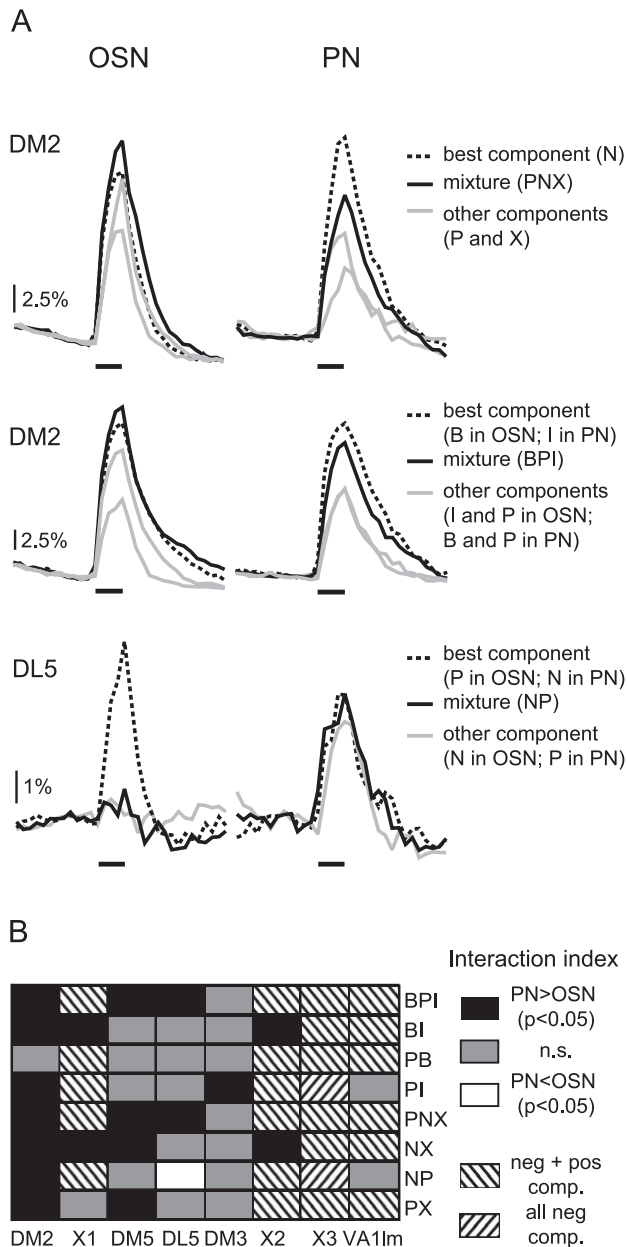 A
OSN PN
DM2
best component (N)
mixture (PNX)
other components
(P and X)
2.5%
DM2
best component
(B in OSN; I in PN)
mixture (BPI)
other components
(I and P in OSN;
B and P in PN)
2.5%
DL5
best component
(P in OSN; N in PN)
mixture (NP)
other component
(N in OSN; P in PN)
1%
B
Interaction index
BPI
BI
PB
PI
PNX
NX
NP
PX
PN>OSN
(p<0.05)
n.s.
PN<OSN
(p<0.05)
neg + pos
comp.
all neg
comp.
DM2 X1 DM5 DL5 DM3 X2 X3 VA1lm